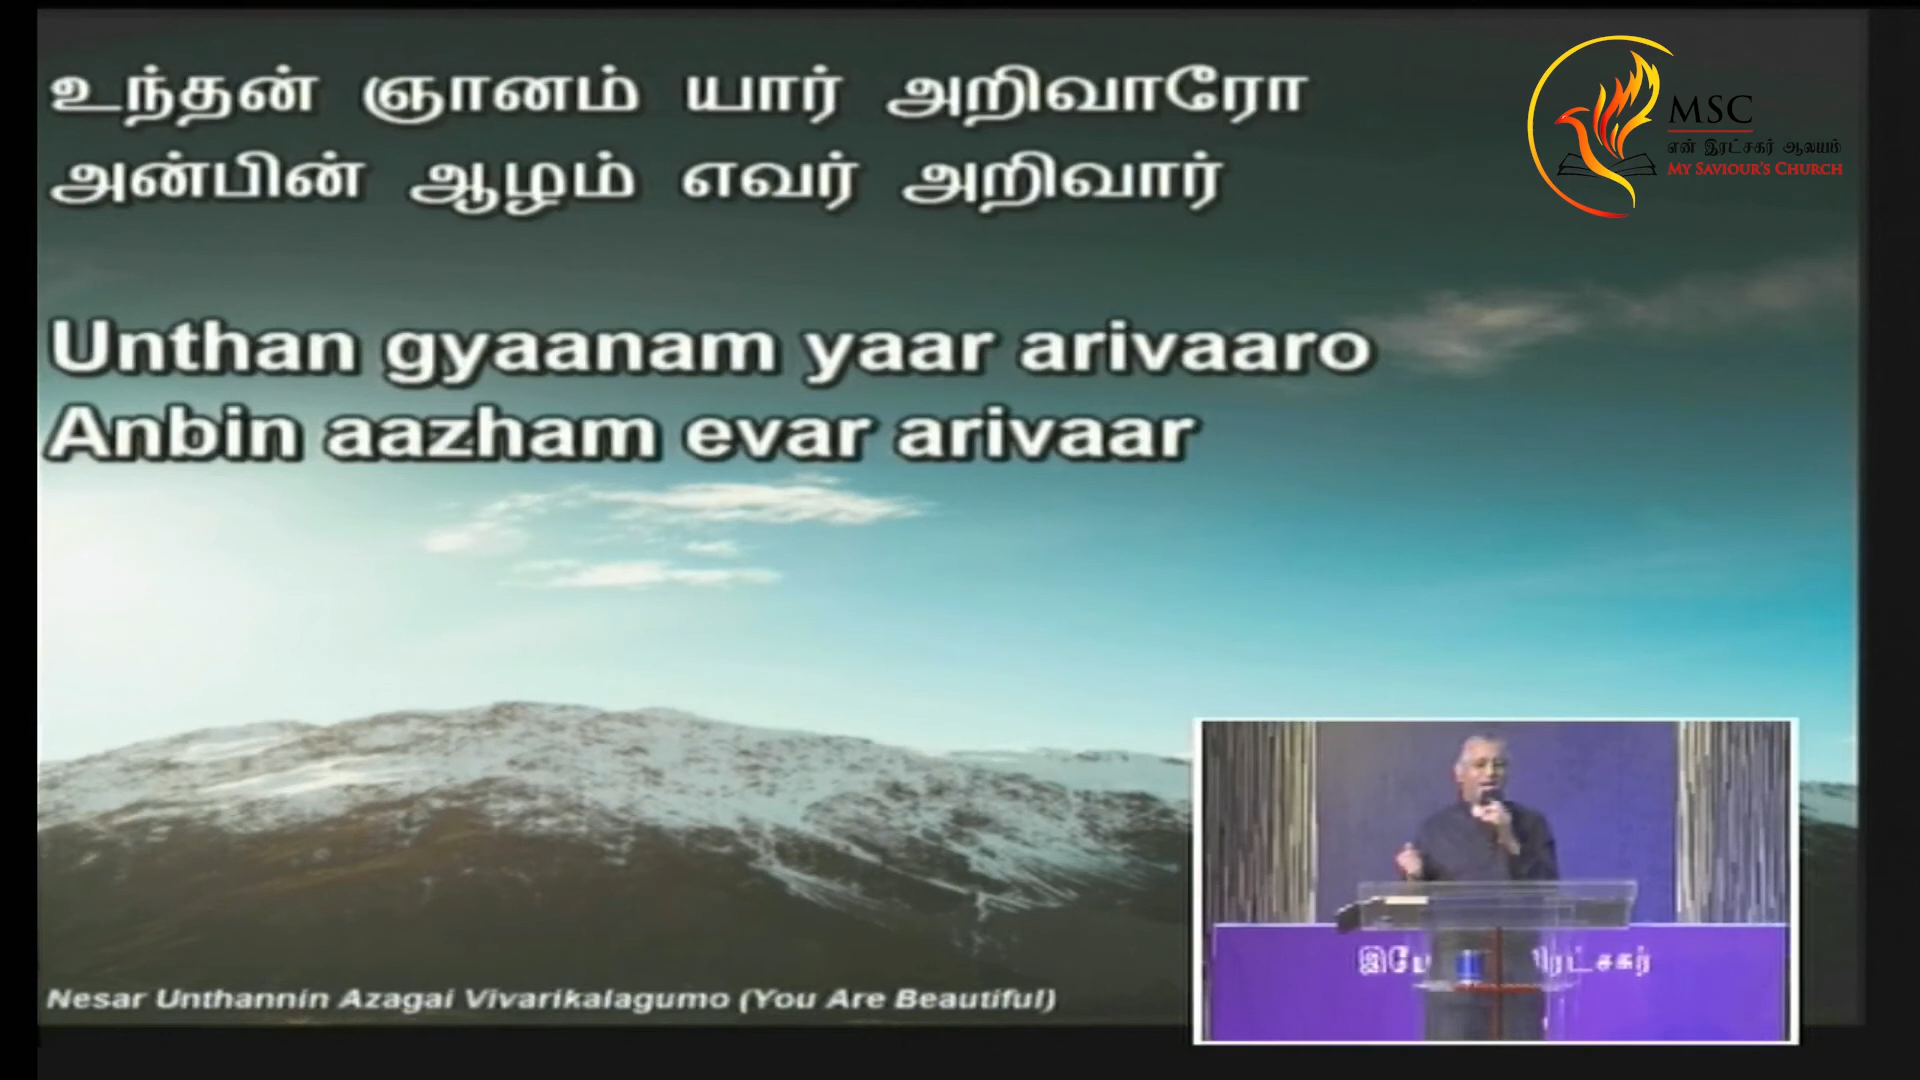 உந்தன் ஞானம் யார் அறிவாரோ
அன்பின் ஆழம் எவர் அறிவார்
Unthan gyaanam yaar arivaaro
Anbin aazham evar arivaar
Nesar Unthannin Azagai Vivarikalagumo (You Are Beautiful)
MSC
என் இரட்சகர் ஆலயம்
MY SAVIOUR'S CHURCH